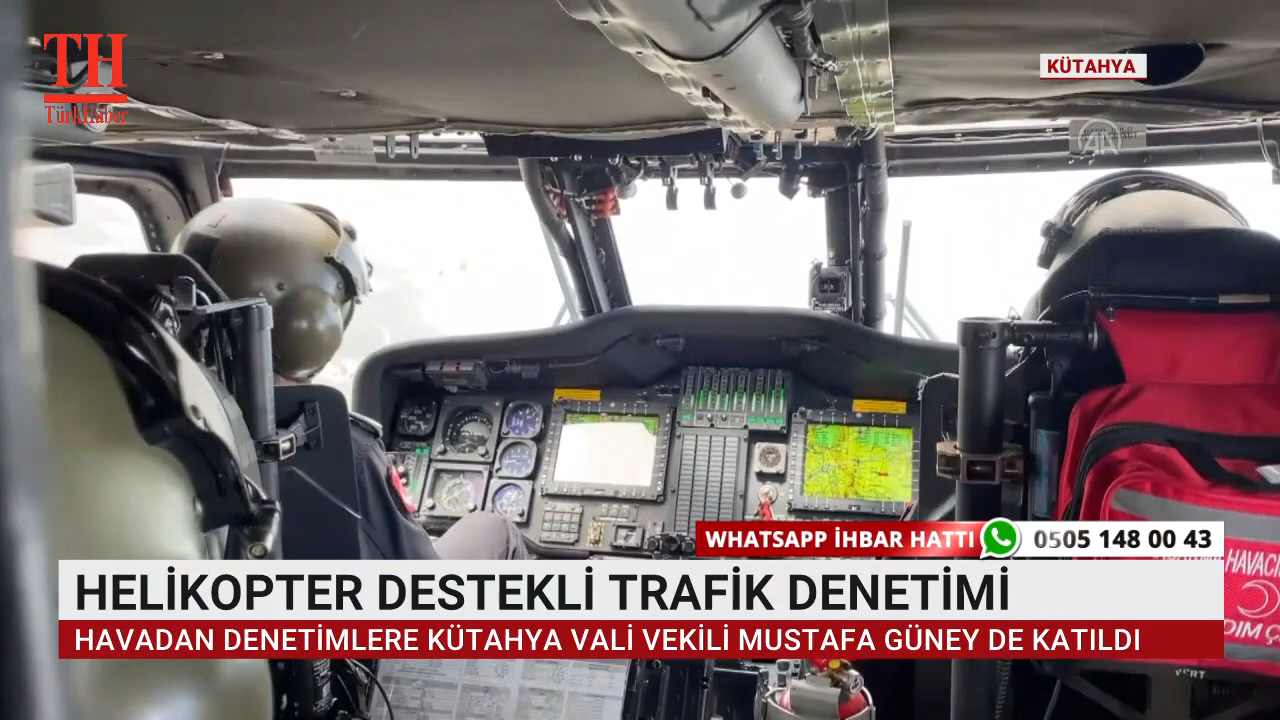 TH
TürkHaber
KÜTAHYA
AA
WHATSAPP İHBAR HATTI 0505 148 00 43
HELİKOPTER DESTEKLİ TRAFİK DENETİMİ
HAVADAN DENETİMLERE KÜTAHYA VALİ VEKİLİ MUSTAFA GÜNEY DE KATILDI